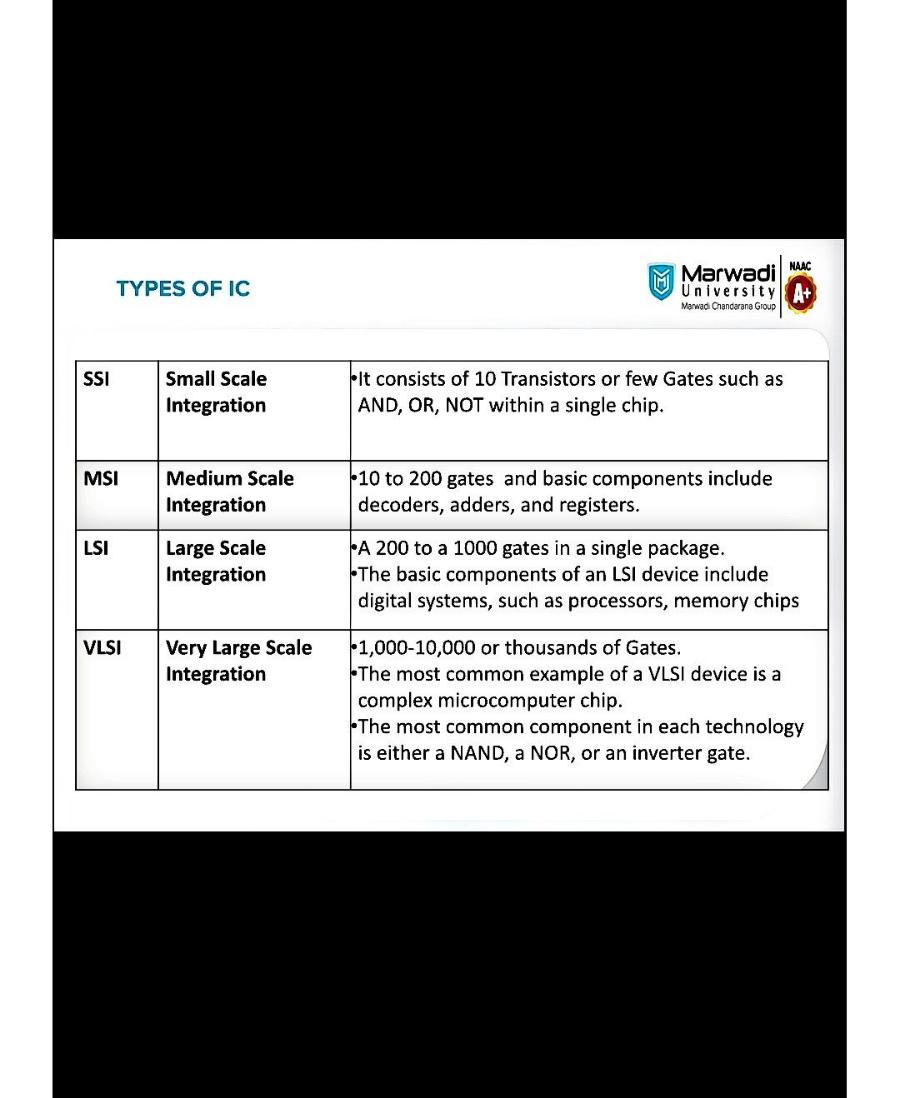 TYPES OF IC
Marwadi
University
Marwadi Chandarana Group
NAAC
A+
SSI
Small Scale
Integration
•It consists of 10 Transistors or few Gates such as
AND, OR, NOT within a single chip.
MSI
Medium Scale
Integration
•10 to 200 gates and basic components include
decoders, adders, and registers.
LSI
Large Scale
Integration
•A 200 to a 1000 gates in a single package.
•The basic components of an LSI device include
digital systems, such as processors, memory chips
VLSI
Very Large Scale
Integration
•1,000-10,000 or thousands of Gates.
•The most common example of a VLSI device is a
complex microcomputer chip.
•The most common component in each technology
is either a NAND, a NOR, or an inverter gate.